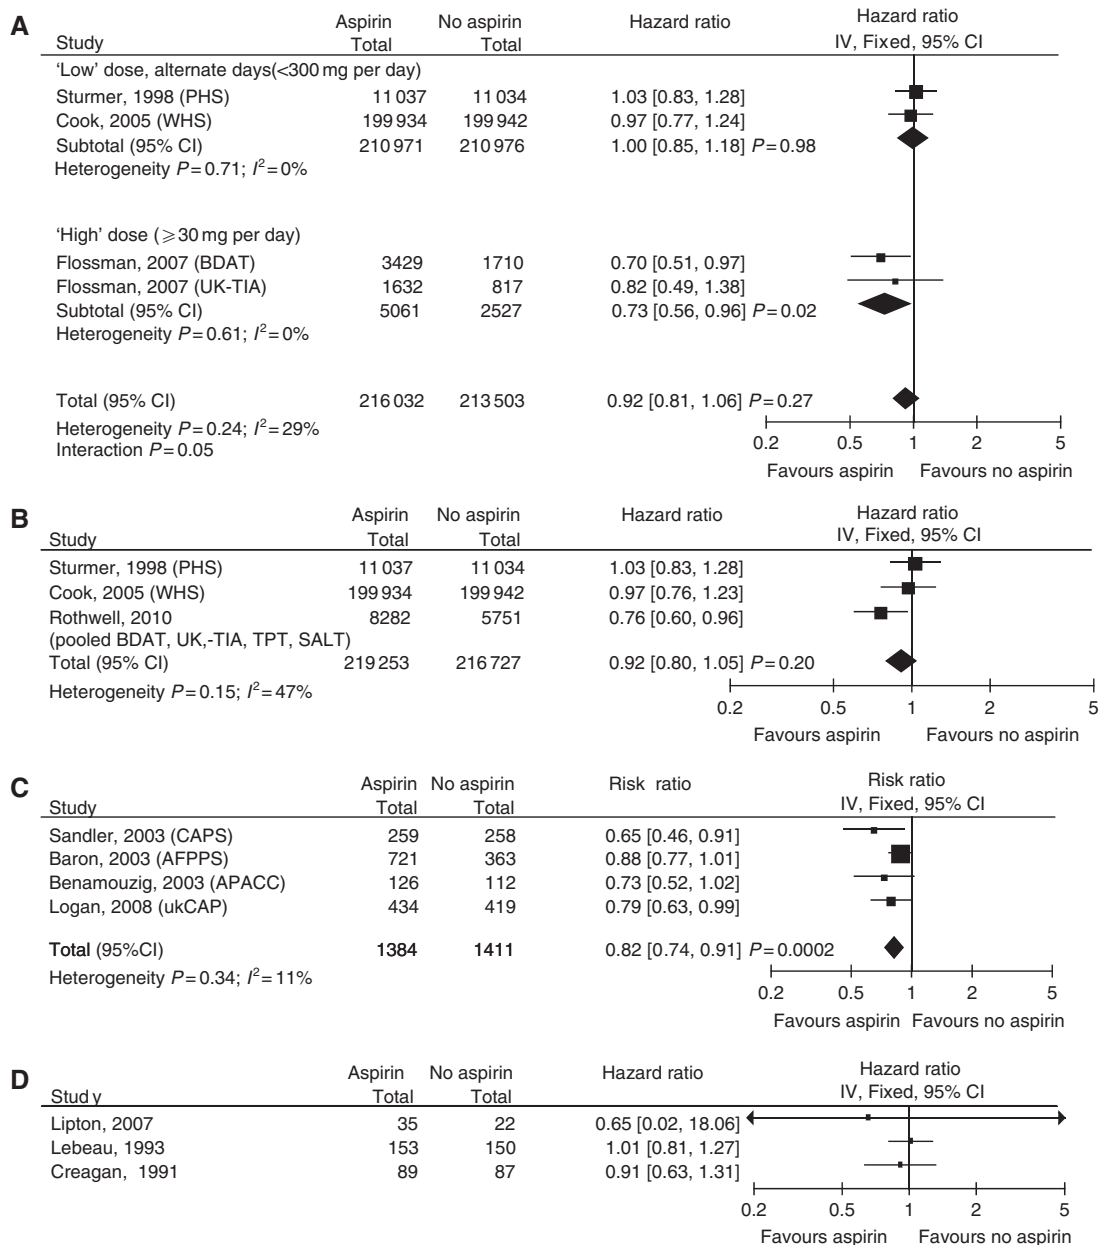 A
Aspirin No aspirin Hazard ratio Hazard ratio
Study Total Total IV, Fixed, 95% CI
‘Low’ dose, alternate days(<300 mg per day)
Sturmer, 1998 (PHS) 11 037 11 034 1.03 [0.83, 1.28]
Cook, 2005 (WHS) 199 934 199 942 0.97 [0.77, 1.24]
Subtotal (95% CI) 210 971 210 976 1.00 [0.85, 1.18] P=0.98
Heterogeneity P=0.71; I²=0%
‘High’ dose (⩾30 mg per day)
Flossman, 2007 (BDAT) 3429 1710 0.70 [0.51, 0.97]
Flossman, 2007 (UK-TIA) 1632 817 0.82 [0.49, 1.38]
Subtotal (95% CI) 5061 2527 0.73 [0.56, 0.96] P=0.02
Heterogeneity P=0.61; I²=0%
Total (95% CI) 216 032 213 503 0.92 [0.81, 1.06] P=0.27
Heterogeneity P=0.24; I²=29%
Interaction P=0.05
0.2 0.5 1 2 5
Favours aspirin Favours no aspirin
B
Aspirin No aspirin Hazard ratio Hazard ratio
Study Total Total IV, Fixed, 95% CI
Sturmer, 1998 (PHS) 11 037 11 034 1.03 [0.83, 1.28]
Cook, 2005 (WHS) 199 934 199 942 0.97 [0.76, 1.23]
Rothwell, 2010 8282 5751 0.76 [0.60, 0.96]
(pooled BDAT, UK,-TIA, TPT, SALT)
Total (95% CI) 219 253 216 727 0.92 [0.80, 1.05] P=0.20
Heterogeneity P=0.15; I²=47%
0.2 0.5 1 2 5
Favours aspirin Favours no aspirin
C
Aspirin No aspirin Risk ratio Risk ratio
Study Total Total IV, Fixed, 95% CI
Sandler, 2003 (CAPS) 259 258 0.65 [0.46, 0.91]
Baron, 2003 (AFPPS) 721 363 0.88 [0.77, 1.01]
Benamouzig, 2003 (APACC) 126 112 0.73 [0.52, 1.02]
Logan, 2008 (ukCAP) 434 419 0.79 [0.63, 0.99]
Total (95%CI) 1384 1411 0.82 [0.74, 0.91] P=0.0002
Heterogeneity P=0.34; I²=11%
0.2 0.5 1 2 5
Favours aspirin Favours no aspirin
D
Aspirin No aspirin Hazard ratio Hazard ratio
Study Total Total IV, Fixed, 95% CI
Lipton, 2007 35 22 0.65 [0.02, 18.06]
Lebeau, 1993 153 150 1.01 [0.81, 1.27]
Creagan, 1991 89 87 0.91 [0.63, 1.31]
0.2 0.5 1 2 5
Favours aspirin Favours no aspirin